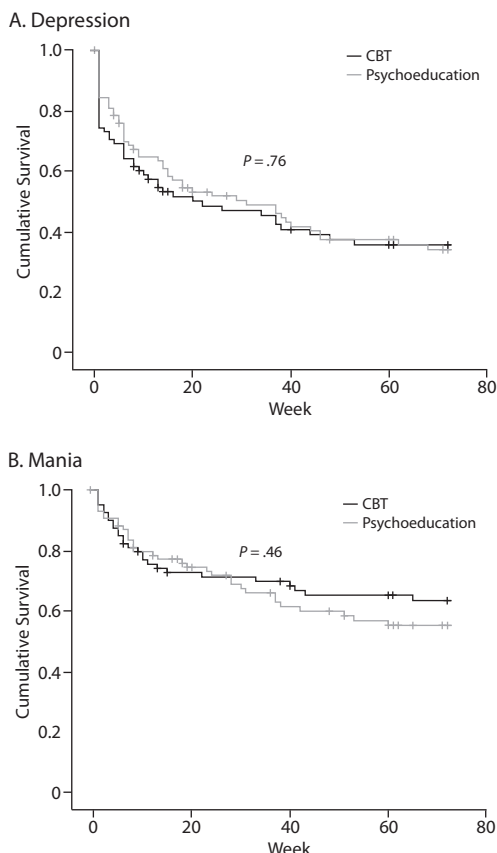 A. Depression
1.0
0.8
0.6
0.4
0.2
0
Cumulative Survival
CBT
Psychoeducation
P = .76
0
20
40
60
80
Week
B. Mania
1.0
0.8
0.6
0.4
0.2
0
Cumulative Survival
CBT
Psychoeducation
P = .46
0
20
40
60
80
Week